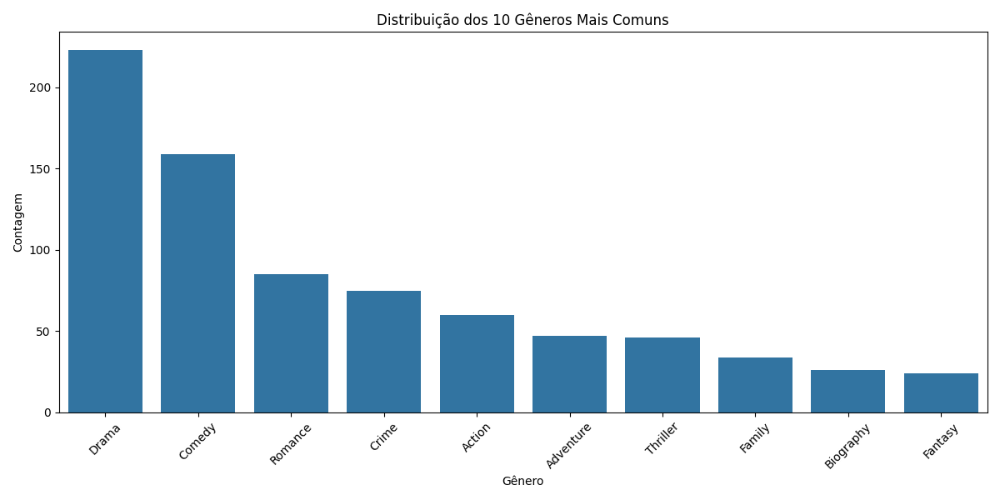 Distribuição dos 10 Gêneros Mais Comuns
Contagem
200
150
100
50
0
Drama
Comedy
Romance
Crime
Action
Adventure
Thriller
Family
Biography
Fantasy
Gênero